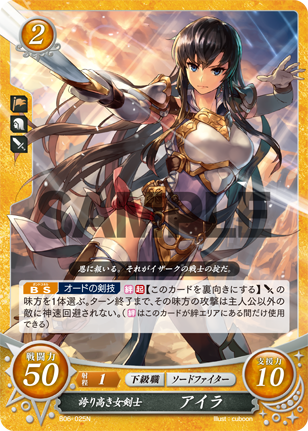 2
SAMPLE
恩に報いる。それがイザークの戦士の掟だ。
BS オードの剣技 絆 起 【このカードを裏向きにする】
の味方を1体選ぶ。ターン終了まで、その味方の攻撃は主人公以外の
敵に神速回避されない。(絆はこのカードが絆エリアにある間だけ使用
できる)
戦闘力
50
射程 1
下級職
ソードファイター
支援力
10
誇り高き女剣士 アイラ
B06-025N
Illust:cuboon